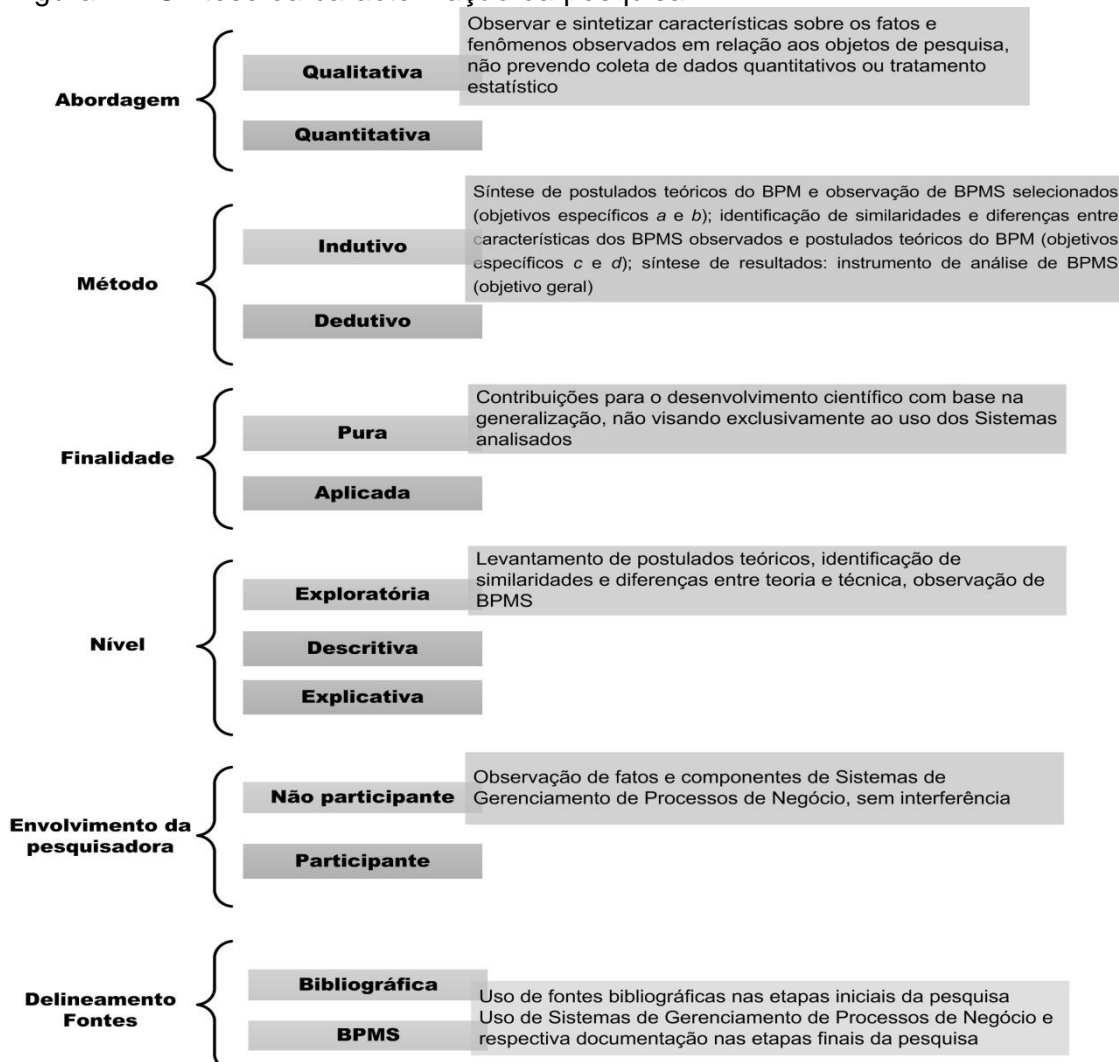 Observar e sintetizar características sobre os fatos e
fenômenos observados em relação aos objetos de pesquisa,
não prevendo coleta de dados quantitativos ou tratamento
estatístico
Abordagem
Qualitativa
Quantitativa
Síntese de postulados teóricos do BPM e observação de BPMS selecionados
(objetivos específicos a e b); identificação de similaridades e diferenças entre
características dos BPMS observados e postulados teóricos do BPM (objetivos
específicos c e d); síntese de resultados: instrumento de análise de BPMS
(objetivo geral)
Método
Indutivo
Dedutivo
Contribuições para o desenvolvimento científico com base na
generalização, não visando exclusivamente ao uso dos Sistemas
analisados
Finalidade
Pura
Aplicada
Levantamento de postulados teóricos, identificação de
similaridades e diferenças entre teoria e técnica, observação de
BPMS
Nível
Exploratória
Descritiva
Explicativa
Observação de fatos e componentes de Sistemas de
Gerenciamento de Processos de Negócio, sem interferência
Envolvimento da
pesquisadora
Não participante
Participante
Delineamento
Fontes
Bibliográfica
BPMS
Uso de fontes bibliográficas nas etapas iniciais da pesquisa
Uso de Sistemas de Gerenciamento de Processos de Negócio e
respectiva documentação nas etapas finais da pesquisa